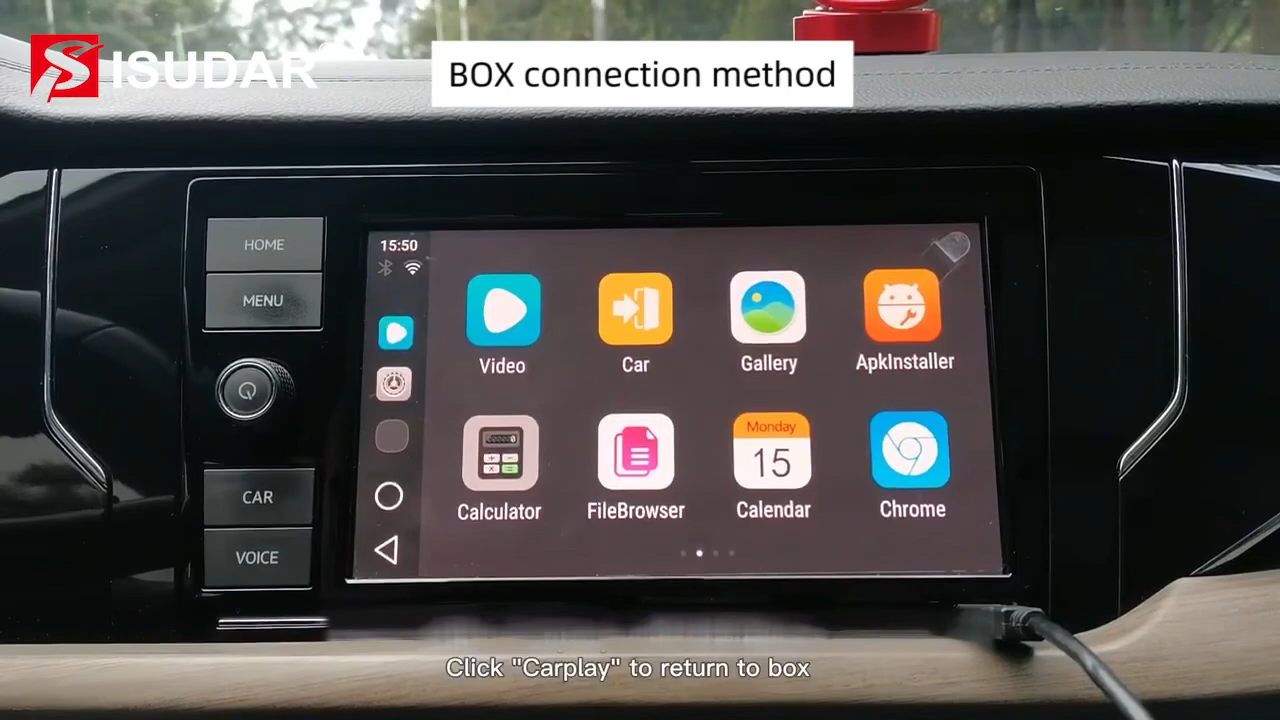 ISUDAR
BOX connection method
HOME
MENU
CAR
VOICE
15:50
Video
Car
Gallery
ApkInstaller
Calculator
FileBrowser
Monday
15
Calendar
Chrome
Click "Carplay" to return to box